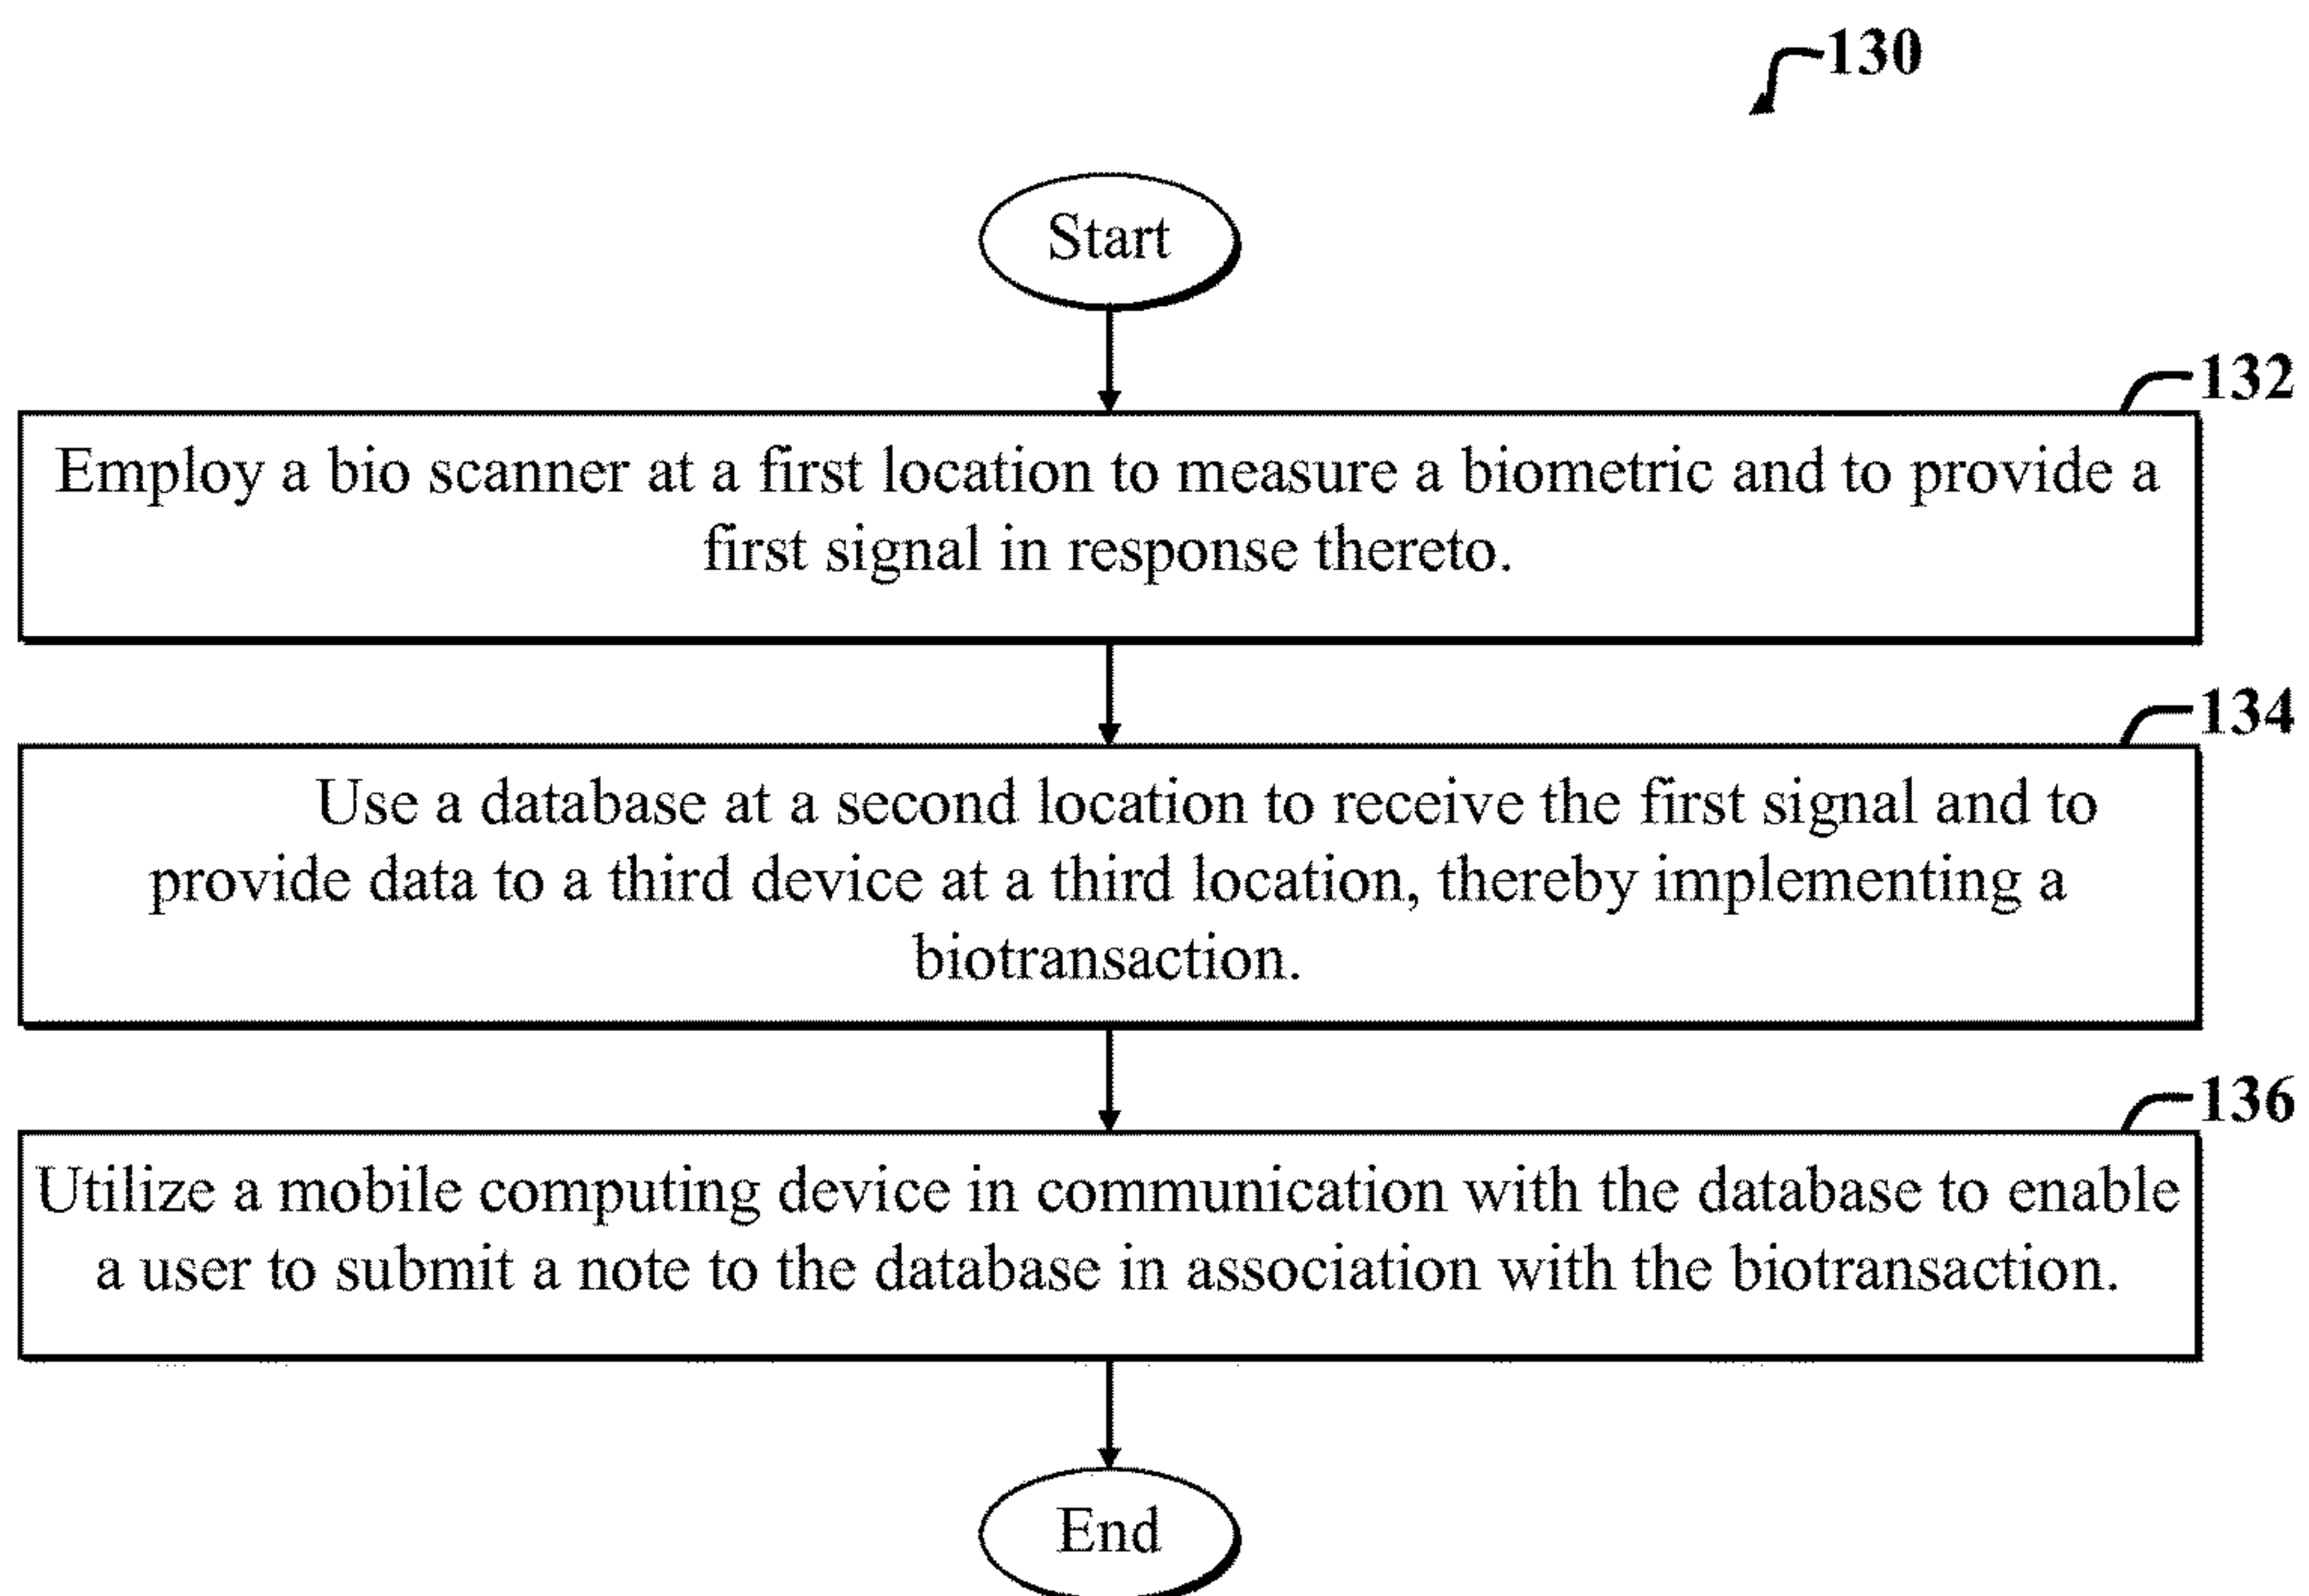 130
Start
132
Employ a bio scanner at a first location to measure a biometric and to provide a
first signal in response thereto.
134
Use a database at a second location to receive the first signal and to
provide data to a third device at a third location, thereby implementing a
biotransaction.
136
Utilize a mobile computing device in communication with the database to enable
a user to submit a note to the database in association with the biotransaction.
End